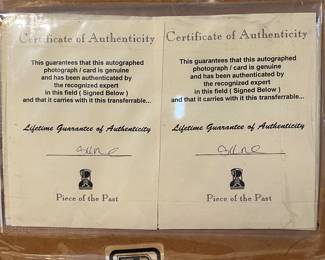 Certificate of Authenticity
This guarantees that this autographed
photograph / card is genuine
and has been authenticated by
the recognized expert
in this field ( Signed Below )
and that it carries with it this transferrable...
Lifetime Guarantee of Authenticity
Piece of the Past
Certificate of Authenticity
This guarantees that this autographed
photograph / card is genuine
and has been authenticated by
the recognized expert
in this field ( Signed Below )
and that it carries with it this transferrable...
Lifetime Guarantee of Authenticity
Piece of the Past